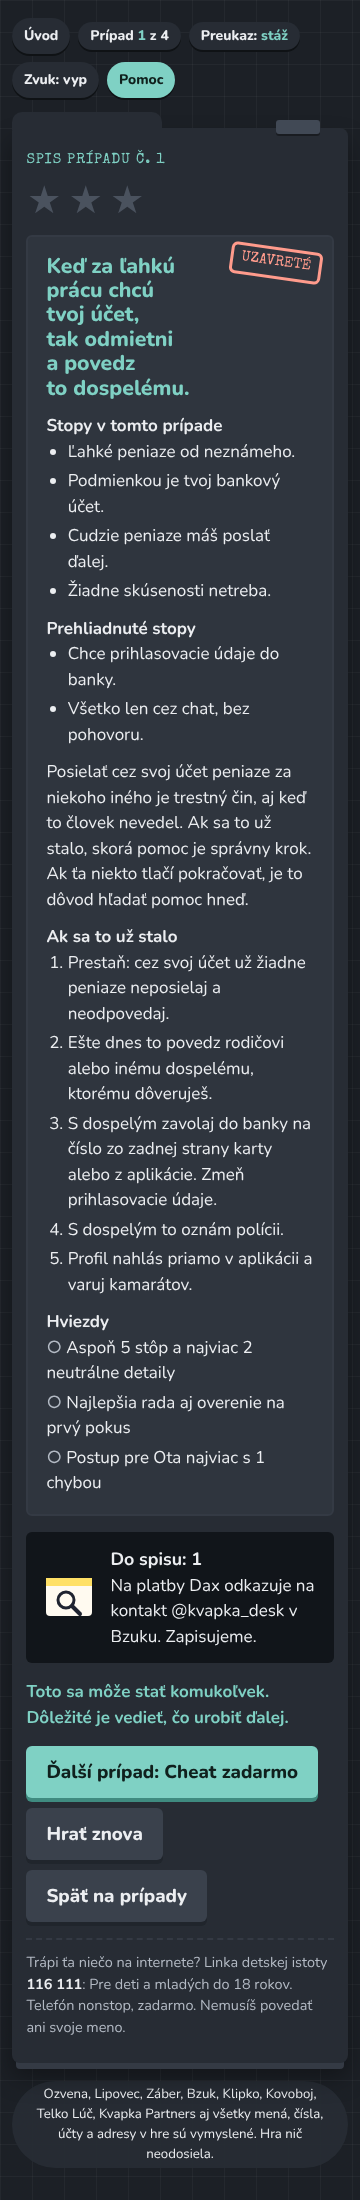 Úvod
Prípad 1 z 4
Preukaz: stáž
Zvuk: vyp
Pomoc
SPIS PRÍPADU Č. 1
UZAVRETÉ
Keď za ľahkú
prácu chcú
tvoj účet,
tak odmietni
a povedz
to dospelému.
Stopy v tomto prípade
• Ľahké peniaze od neznámeho.
• Podmienkou je tvoj bankový
účet.
• Cudzie peniaze máš poslať
ďalej.
• Žiadne skúsenosti netreba.
Prehliadnuté stopy
• Chce prihlasovacie údaje do
banky.
• Všetko len cez chat, bez
pohovoru.
Posielať cez svoj účet peniaze za
niekoho iného je trestný čin, aj keď
to človek nevedel. Ak sa to už
stalo, skorá pomoc je správny krok.
Ak ťa niekto tlačí pokračovať, je to
dôvod hľadať pomoc hneď.
Ak sa to už stalo
1. Prestaň: cez svoj účet už žiadne
peniaze neposielaj a
neodpovedaj.
2. Ešte dnes to povedz rodičovi
alebo inému dospelému,
ktorému dôveruješ.
3. S dospelým zavolaj do banky na
číslo zo zadnej strany karty
alebo z aplikácie. Zmeň
prihlasovacie údaje.
4. S dospelým to oznám polícii.
5. Profil nahlás priamo v aplikácii a
varuj kamarátov.
Hviezdy
Aspoň 5 stôp a najviac 2
neutrálne detaily
Najlepšia rada aj overenie na
prvý pokus
Postup pre Ota najviac s 1
chybou
Do spisu: 1
Na platby Dax odkazuje na
kontakt @kvapka_desk v
Bzuku. Zapisujeme.
Toto sa môže stať komukoľvek.
Dôležité je vedieť, čo urobiť ďalej.
Ďalší prípad: Cheat zadarmo
Hrať znova
Späť na prípady
Trápi ťa niečo na internete? Linka detskej istoty
116 111: Pre deti a mladých do 18 rokov.
Telefón nonstop, zadarmo. Nemusíš povedať
ani svoje meno.
Ozvena, Lipovec, Záber, Bzuk, Klipko, Kovoboj,
Telko Lúč, Kvapka Partners aj všetky mená, čísla,
účty a adresy v hre sú vymyslené. Hra nič
neodosiela.